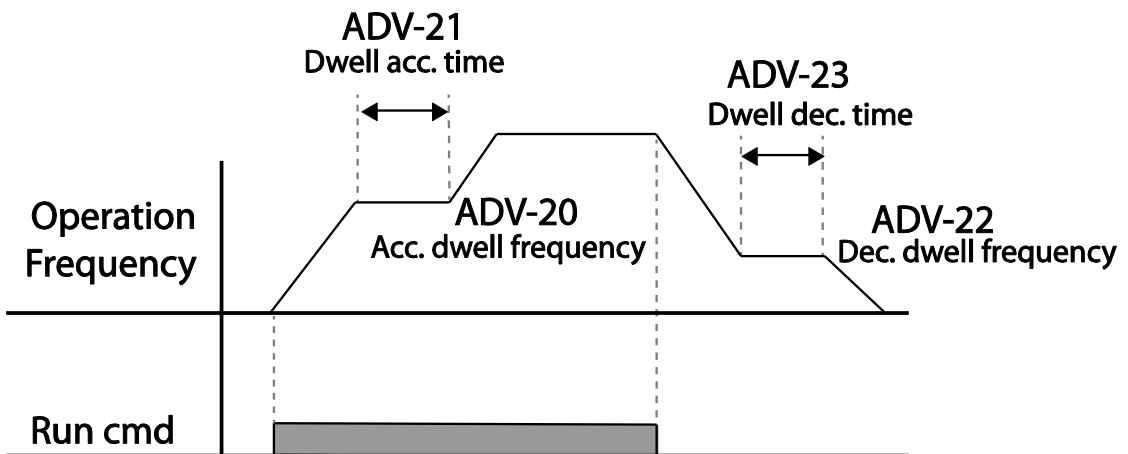 ADV-21
Dwell acc. time
ADV-23
Dwell dec. time
Operation
Frequency
ADV-20
Acc. dwell frequency
ADV-22
Dec. dwell frequency
Run cmd